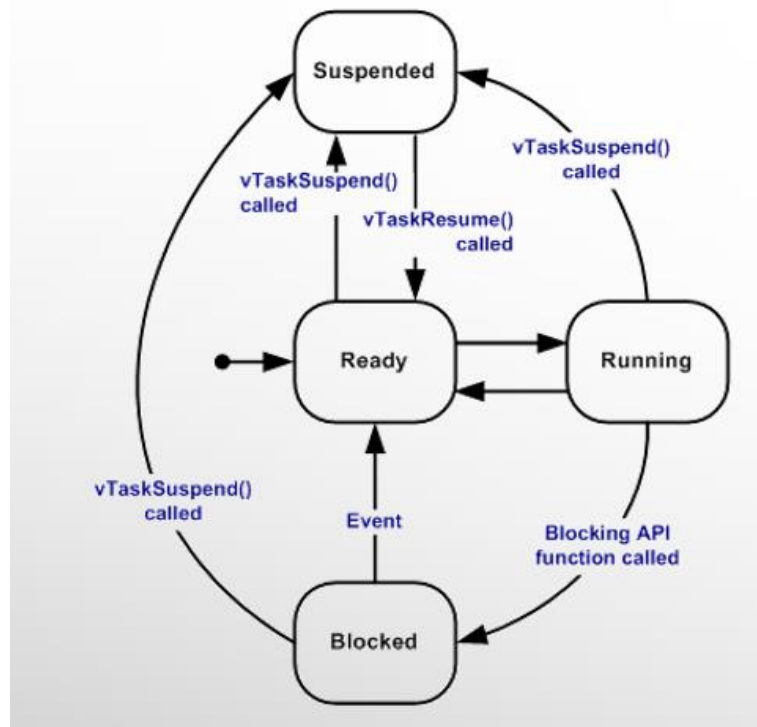 Suspended
vTaskSuspend()
called
vTaskSuspend()
called
vTaskResume()
called
Ready
Running
vTaskSuspend()
called
Event
Blocking API
function called
Blocked